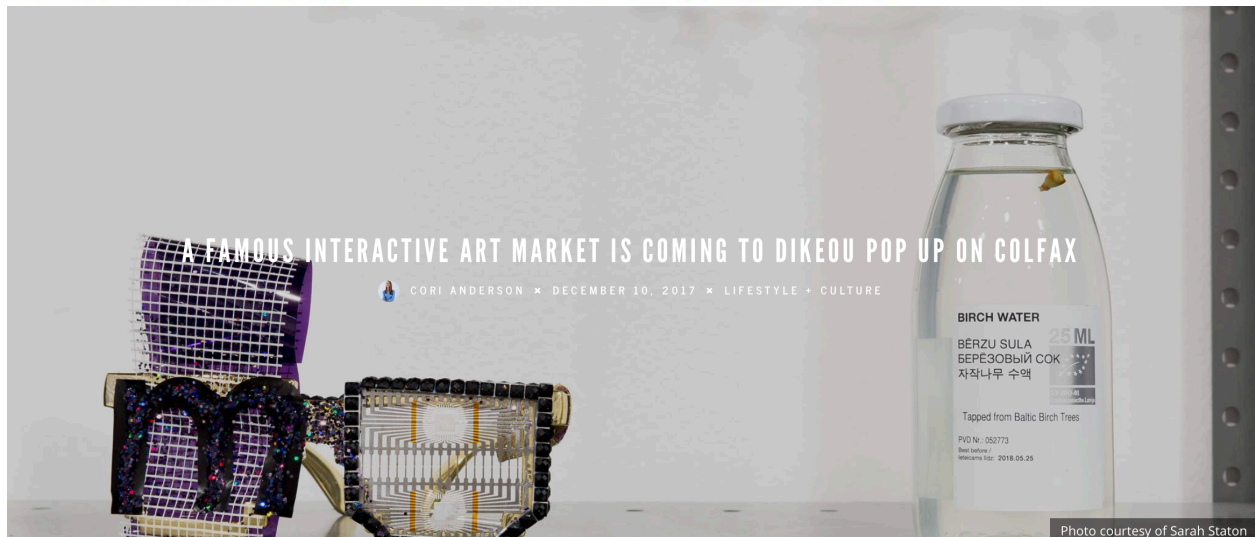 A FAMOUS INTERACTIVE ART MARKET IS COMING TO DIKEOU POP UP ON COLFAX
CORI ANDERSON × DECEMBER 10, 2017 × LIFESTYLE + CULTURE
BIRCH WATER
25 ML
BĒRZU SULA
БЕРЁЗОВЫЙ СОК
자작나무 수액
Tapped from Baltic Birch Trees
PVD Nr.: 052773
Best before /
Ieteicams līdz: 2018.05.25
Photo courtesy of Sarah Staton